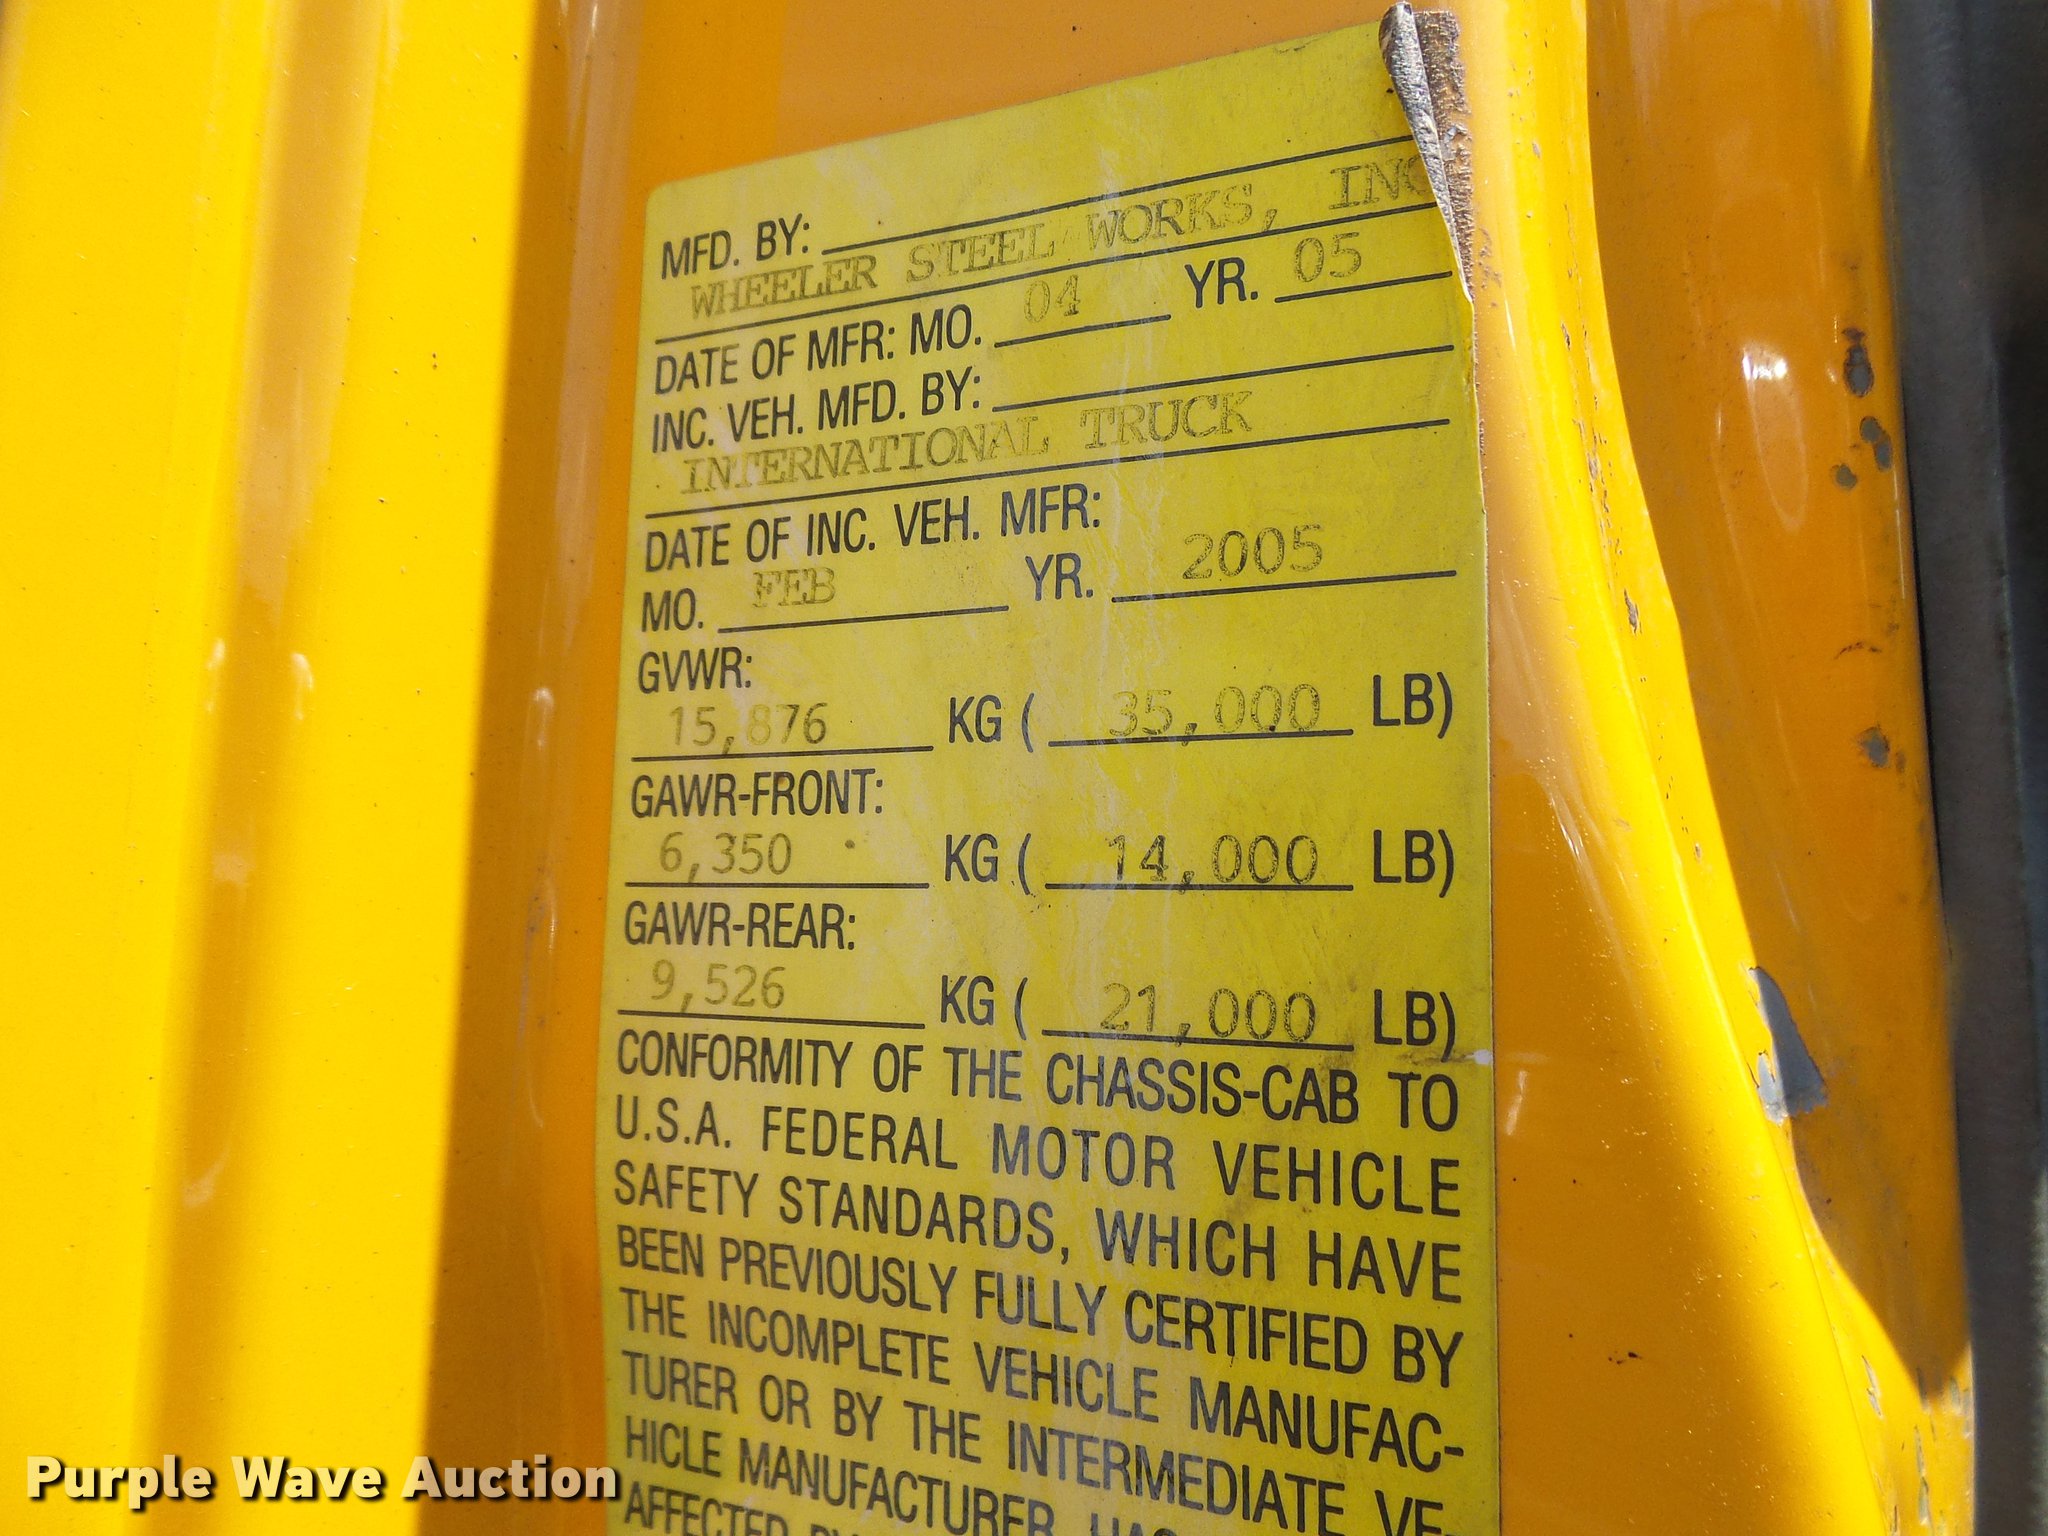 MFD. BY:
WHEELER STEEL WORKS, INC
DATE OF MFR: MO. 04 YR. 05
INC. VEH. MFD. BY:
INTERNATIONAL TRUCK
DATE OF INC. VEH. MFR:
MO. FEB YR. 2005
GVWR:
15,876 KG ( 35,000 LB)
GAWR-FRONT:
6,350 KG ( 14,000 LB)
GAWR-REAR:
9,526 KG ( 21,000 LB)
CONFORMITY OF THE CHASSIS-CAB TO
U.S.A. FEDERAL MOTOR VEHICLE
SAFETY STANDARDS, WHICH HAVE
BEEN PREVIOUSLY FULLY CERTIFIED BY
THE INCOMPLETE VEHICLE MANUFAC-
TURER OR BY THE INTERMEDIATE VE-
HICLE MANUFACTURER, HAS
AFFECTED BY
Purple Wave Auction